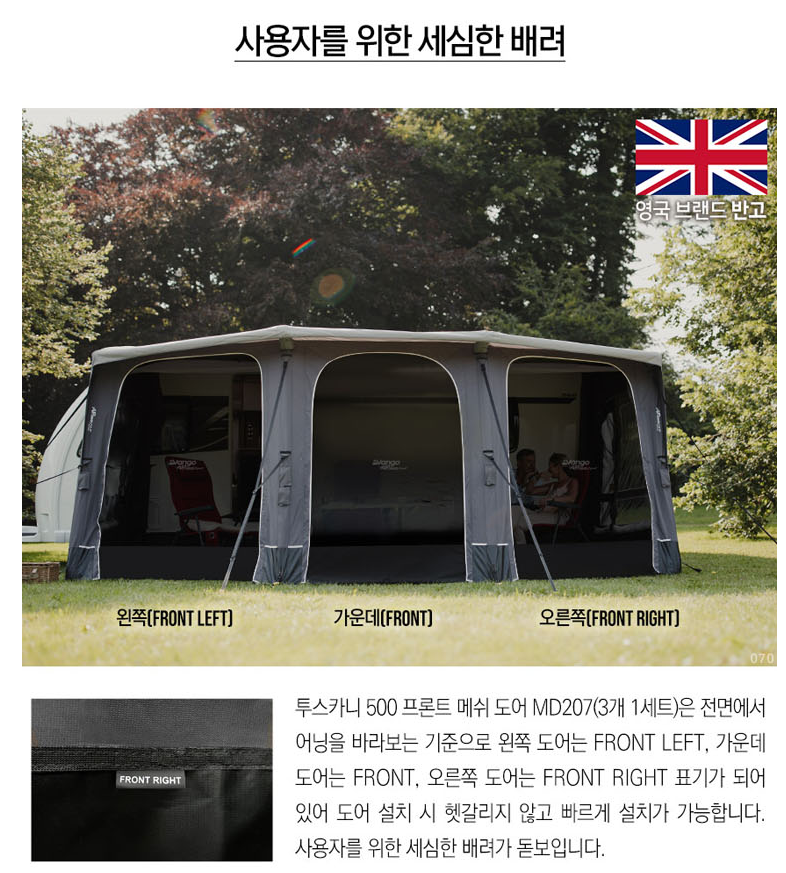 사용자를 위한 세심한 배려
영국 브랜드 반고
Vango
Vango
Vango
왼쪽(FRONT LEFT)
가운데(FRONT)
오른쪽(FRONT RIGHT)
070
FRONT RIGHT
투스카니 500 프론트 메쉬 도어 MD207(3개 1세트)은 전면에서
어닝을 바라보는 기준으로 왼쪽 도어는 FRONT LEFT, 가운데
도어는 FRONT, 오른쪽 도어는 FRONT RIGHT 표기가 되어
있어 도어 설치 시 헷갈리지 않고 빠르게 설치가 가능합니다.
사용자를 위한 세심한 배려가 돋보입니다.